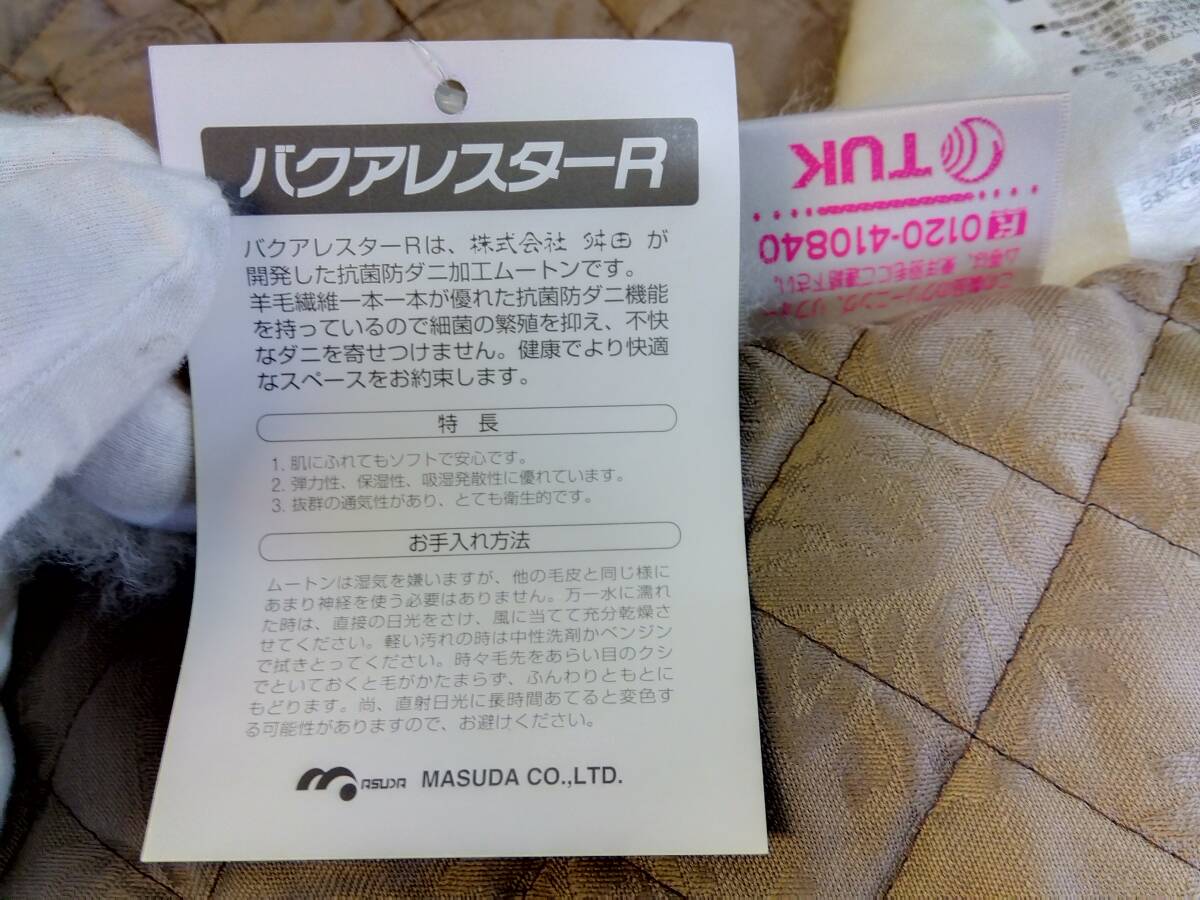 バクアレスターR
バクアレスターRは、株式会社 舛田 が
開発した抗菌防ダニ加工ムートンです。
羊毛繊維一本一本が優れた抗菌防ダニ機能
を持っているので細菌の繁殖を抑え、不快
なダニを寄せつけません。健康でより快適
なスペースをお約束します。
特 長
1. 肌にふれてもソフトで安心です。
2. 弾力性、保湿性、吸湿発散性に優れています。
3. 抜群の通気性があり、とても衛生的です。
お手入れ方法
ムートンは湿気を嫌いますが、他の毛皮と同じ様に
あまり神経を使う必要はありません。万一水に濡れ
た時は、直接の日光をさけ、風に当てて充分乾燥さ
せてください。軽い汚れの時は中性洗剤かベンジン
で拭きとってください。時々毛先をあらい目のクシ
でといておくと毛がかたまらず、ふんわりともとに
もどります。尚、直射日光に長時間あてると変色す
る可能性がありますので、お避けください。
MASUDA MASUDA CO.,LTD.
TUK
0120-410840
この製品のクリーニング、リフォー